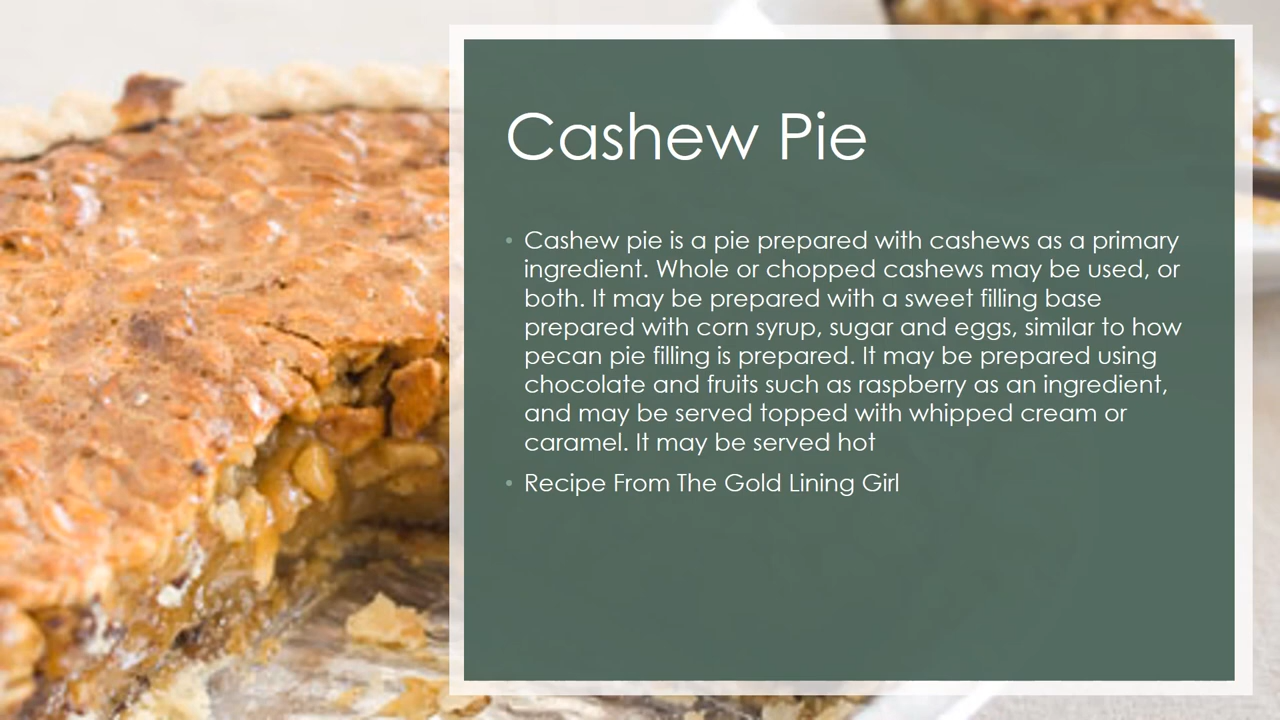 Cashew Pie
• Cashew pie is a pie prepared with cashews as a primary
ingredient. Whole or chopped cashews may be used, or
both. It may be prepared with a sweet filling base
prepared with corn syrup, sugar and eggs, similar to how
pecan pie filling is prepared. It may be prepared using
chocolate and fruits such as raspberry as an ingredient,
and may be served topped with whipped cream or
caramel. It may be served hot
• Recipe From The Gold Lining Girl